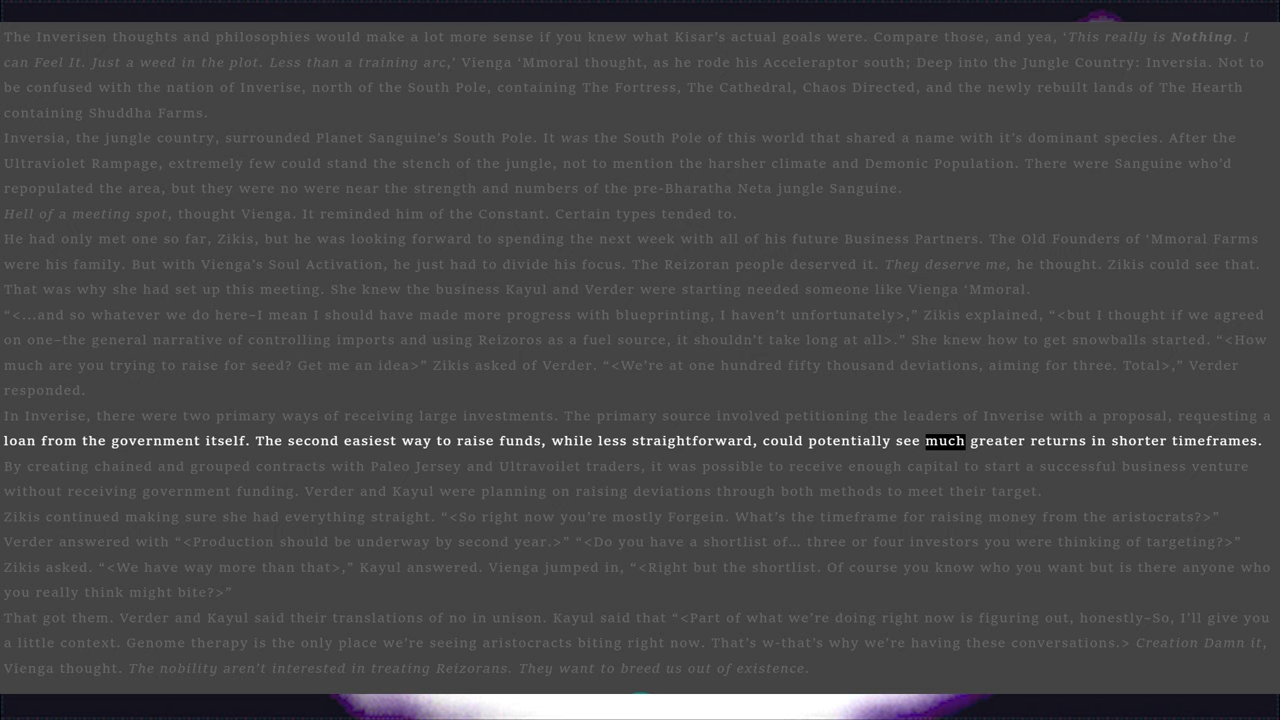 The Inverisen thoughts and philosophies would make a lot more sense if you knew what Kisar's actual goals were. Compare those, and yea, ‘This really is Nothing. I
can Feel It. Just a weed in the plot. Less than a training arc,’ Vienga ‘Mmoral thought, as he rode his Acceleraptor south; Deep into the Jungle Country: Inversia. Not to
be confused with the nation of Inverise, north of the South Pole, containing The Fortress, The Cathedral, Chaos Directed, and the newly rebuilt lands of The Hearth
containing Shuddha Farms.
Inversia, the jungle country, surrounded Planet Sanguine's South Pole. It was the South Pole of this world that shared a name with it's dominant species. After the
Ultraviolet Rampage, extremely few could stand the stench of the jungle, not to mention the harsher climate and Demonic Population. There were Sanguine who'd
repopulated the area, but they were no were near the strength and numbers of the pre-Bharatha Neta jungle Sanguine.
Hell of a meeting spot, thought Vienga. It reminded him of the Constant. Certain types tended to.
He had only met one so far, Zikis, but he was looking forward to spending the next week with all of his future Business Partners. The Old Founders of ‘Mmoral Farms
were his family. But with Vienga's Soul Activation, he just had to divide his focus. The Reizoran people deserved it. They deserve me, he thought. Zikis could see that.
That was why she had set up this meeting. She knew the business Kayul and Verder were starting needed someone like Vienga ‘Mmoral.
“<...and so whatever we do here–I mean I should have made more progress with blueprinting, I haven't unfortunately>,” Zikis explained, “<but I thought if we agreed
on one–the general narrative of controlling imports and using Reizoros as a fuel source, it shouldn't take long at all>.” She knew how to get snowballs started. “<How
much are you trying to raise for seed? Get me an idea>” Zikis asked of Verder. “<We're at one hundred fifty thousand deviations, aiming for three. Total>,” Verder
responded.
In Inverise, there were two primary ways of receiving large investments. The primary source involved petitioning the leaders of Inverise with a proposal, requesting a
loan from the government itself. The second easiest way to raise funds, while less straightforward, could potentially see much greater returns in shorter timeframes.
By creating chained and grouped contracts with Paleo Jersey and Ultravoilet traders, it was possible to receive enough capital to start a successful business venture
without receiving government funding. Verder and Kayul were planning on raising deviations through both methods to meet their target.
Zikis continued making sure she had everything straight. “<So right now you're mostly Forgein. What's the timeframe for raising money from the aristocrats?>”
Verder answered with “<Production should be underway by second year.>” “<Do you have a shortlist of... three or four investors you were thinking of targeting?>”
Zikis asked. “<We have way more than that>,” Kayul answered. Vienga jumped in, “<Right but the shortlist. Of course you know who you want but is there anyone who
you really think might bite?>”
That got them. Verder and Kayul said their translations of no in unison. Kayul said that “<Part of what we're doing right now is figuring out, honestly–So, I'll give you
a little context. Genome therapy is the only place we're seeing aristocracts biting right now. That's w-that's why we're having these conversations.> Creation Damn it,
Vienga thought. The nobility aren't interested in treating Reizorans. They want to breed us out of existence.